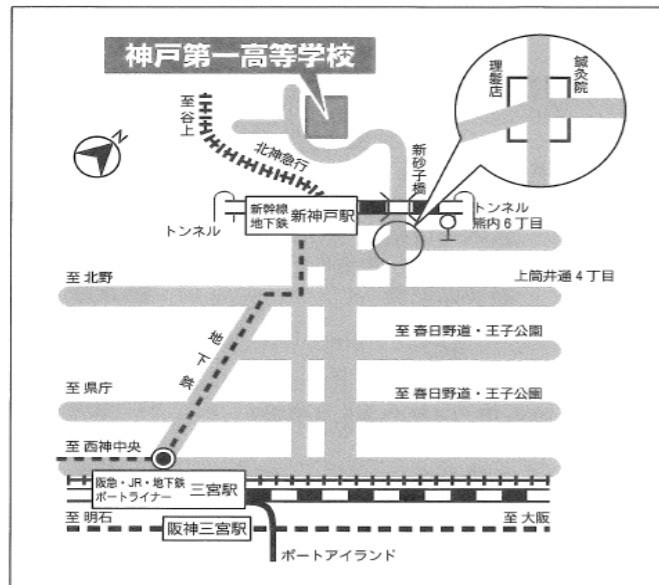 神戸第一高等学校
理髪店
鍼灸院
至 谷上
N
北神急行
新砂子橋
新幹線
地下鉄
新神戸駅
トンネル
トンネル
熊内6丁目
至 北野
上筒井通4丁目
地下鉄
至 春日野道・王子公園
至 県庁
至 春日野道・王子公園
至 西神中央
阪急・JR・地下鉄
ポートライナー
三宮駅
至 明石
阪神三宮駅
至 大阪
ポートアイランド